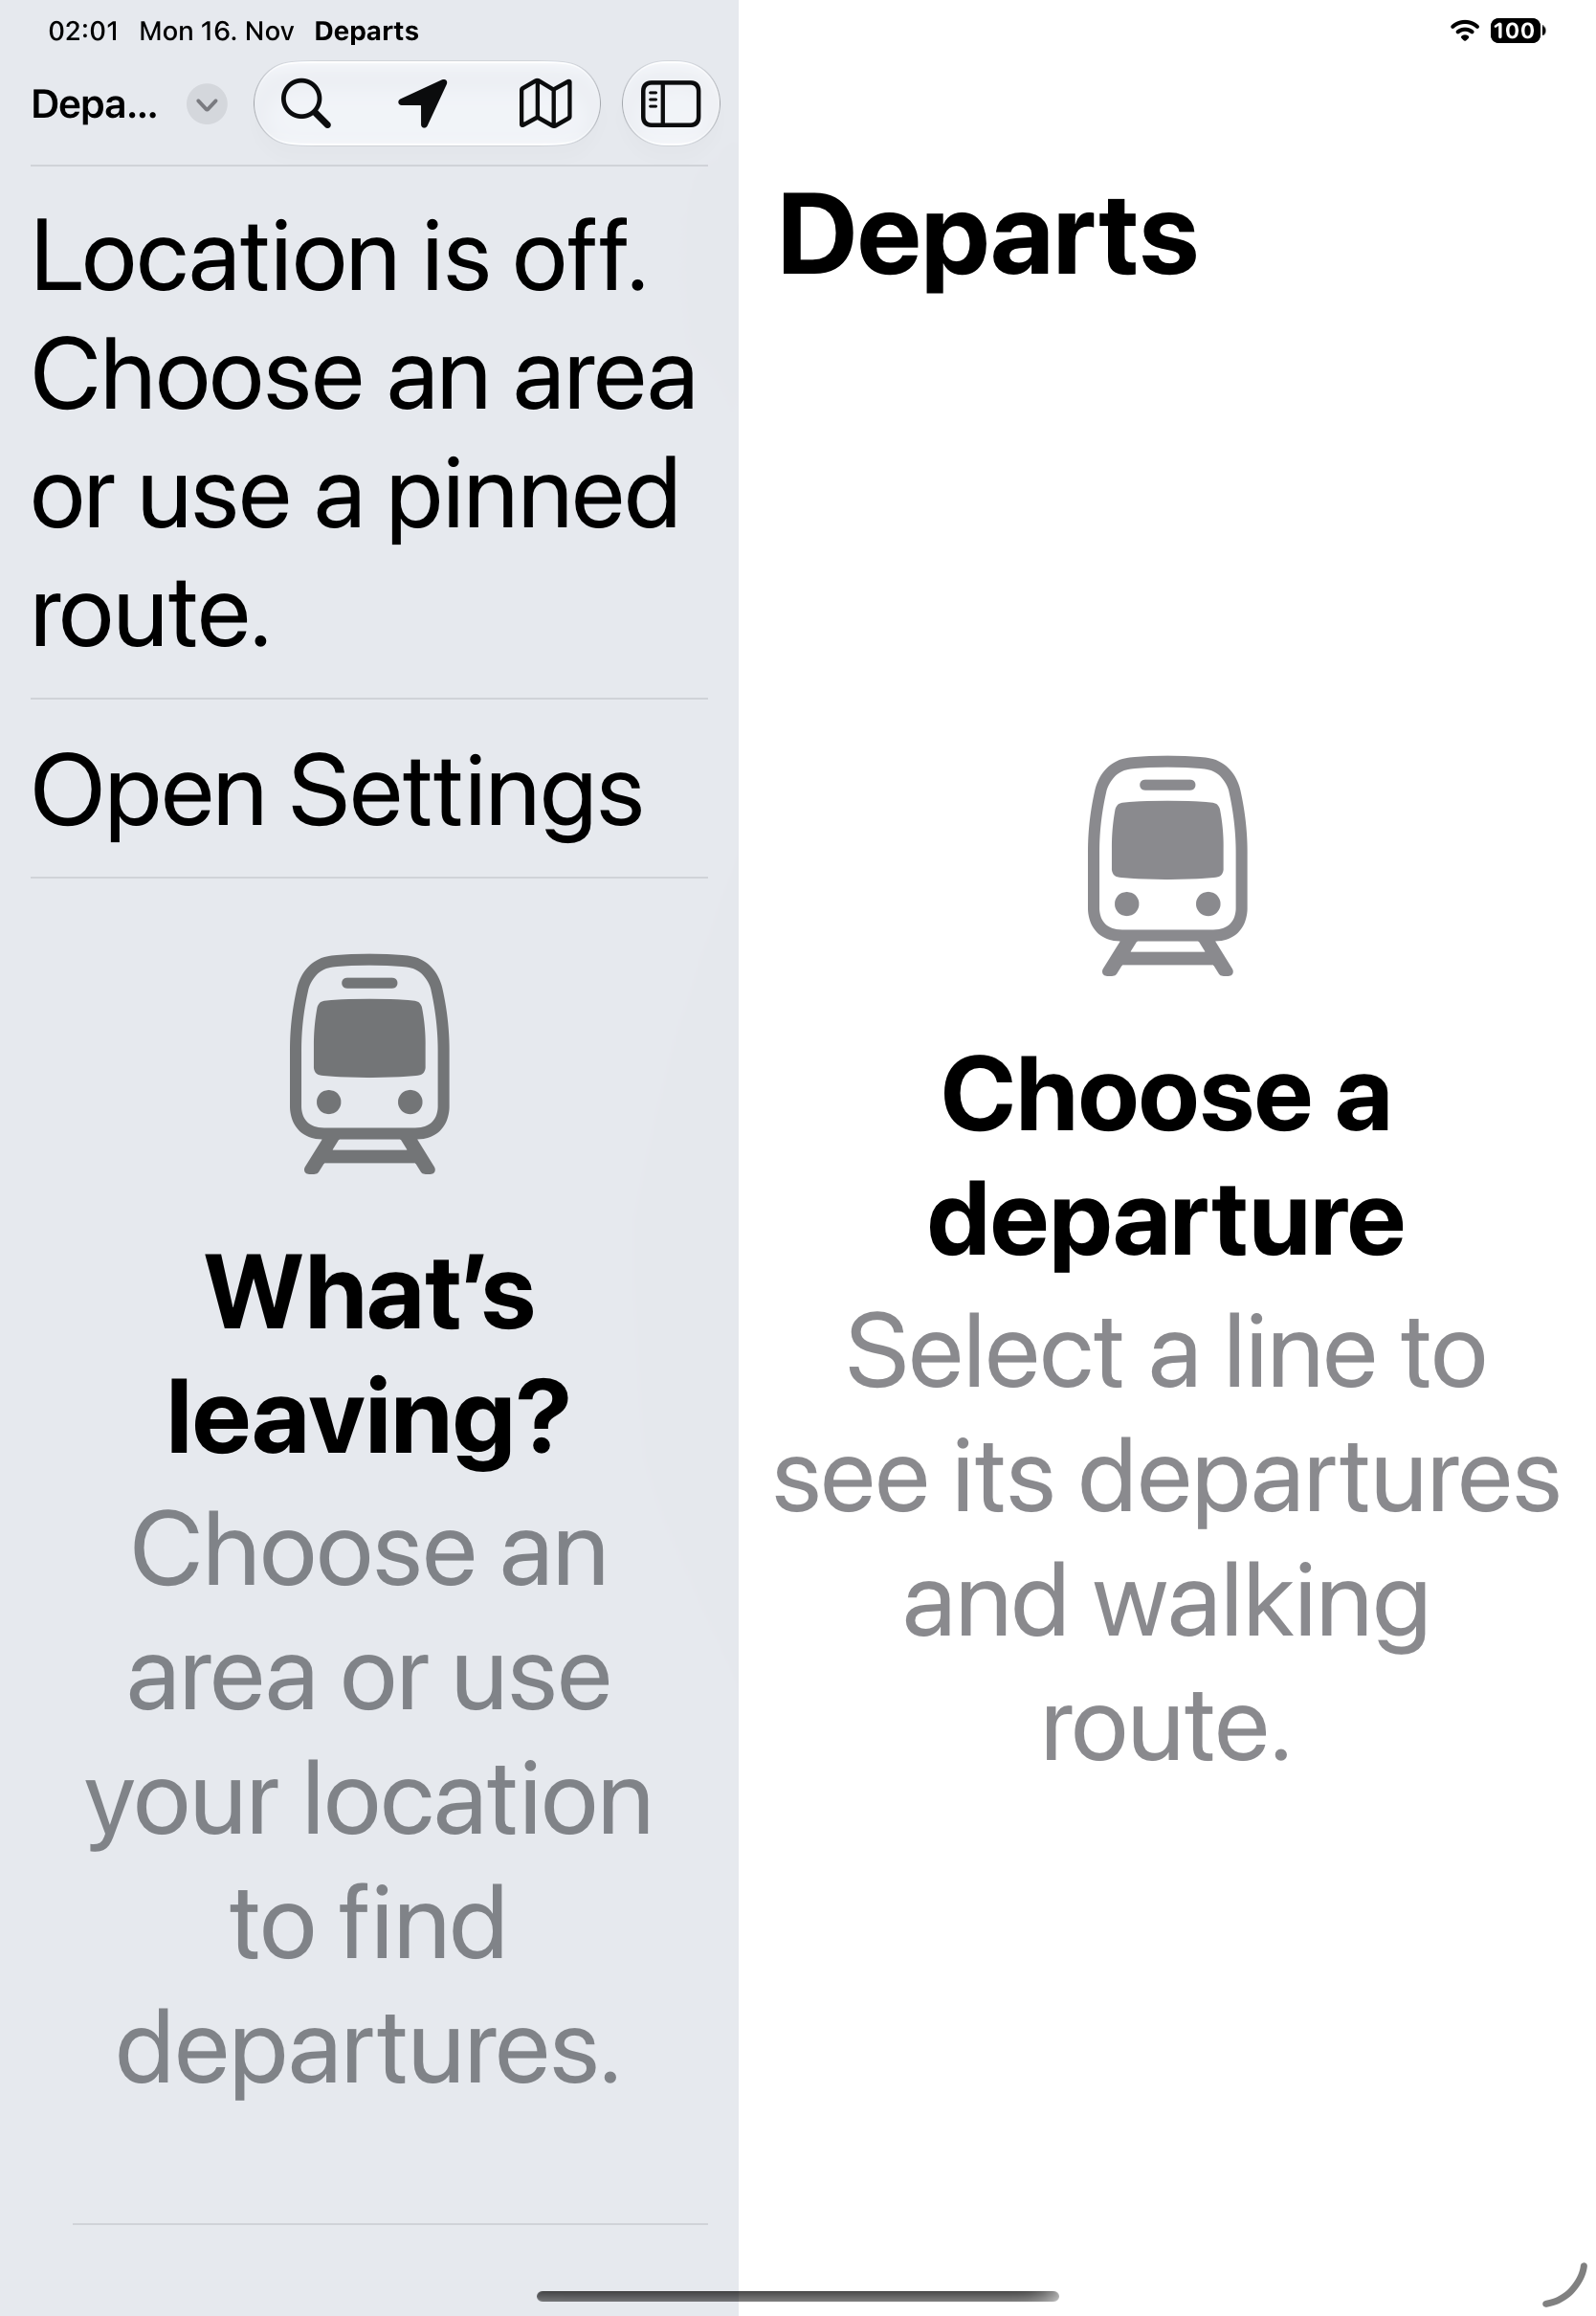 02:01 Mon 16. Nov Departs
100
Depa...
Location is off.
Choose an area
or use a pinned
route.
Open Settings
What's
leaving?
Choose an
area or use
your location
to find
departures.
Departs
Choose a
departure
Select a line to
see its departures
and walking
route.